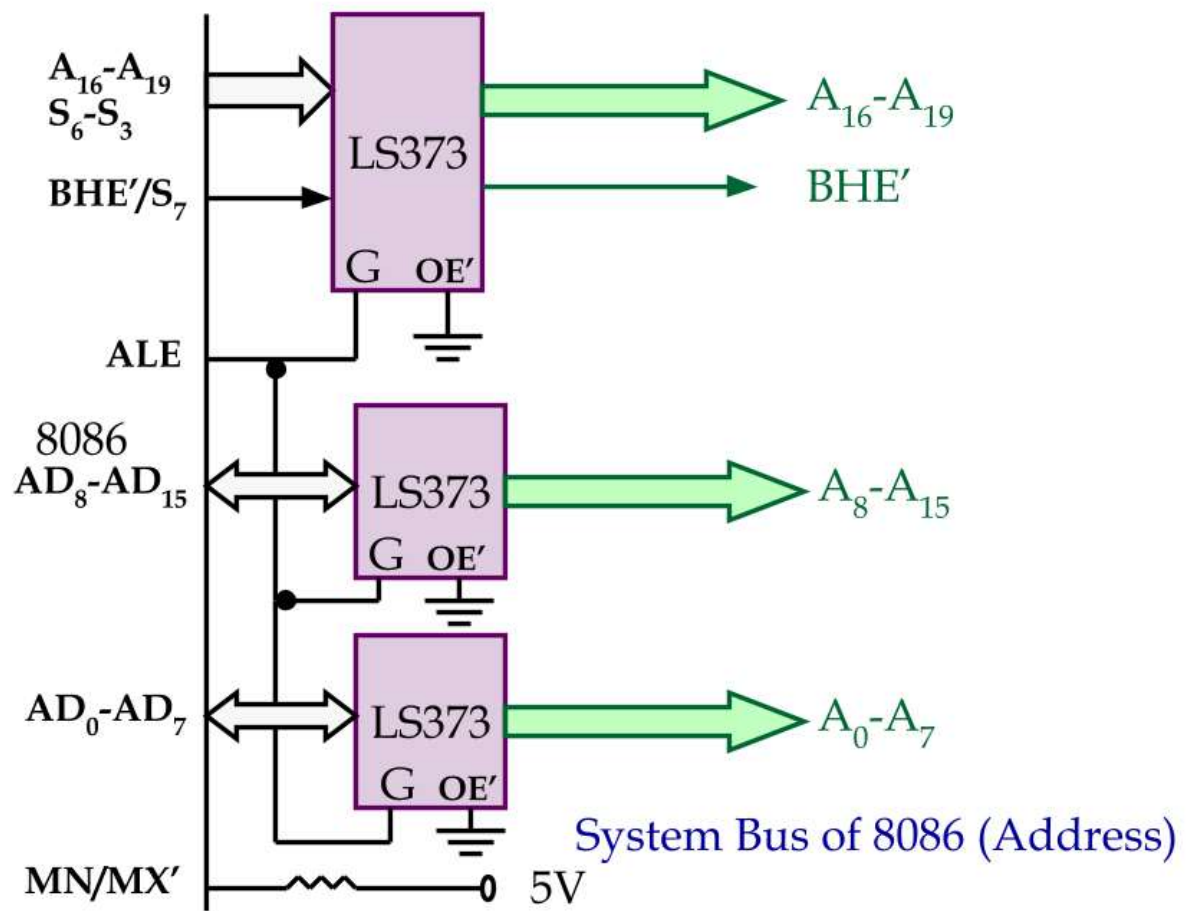 A₁₆-A₁₉
S₆-S₃
LS373
A₁₆-A₁₉
BHE’/S₇
BHE’
G OE’
ALE
8086
AD₈-AD₁₅
LS373
A₈-A₁₅
G OE’
AD₀-AD₇
LS373
A₀-A₇
G OE’
System Bus of 8086 (Address)
MN/MX’
5V